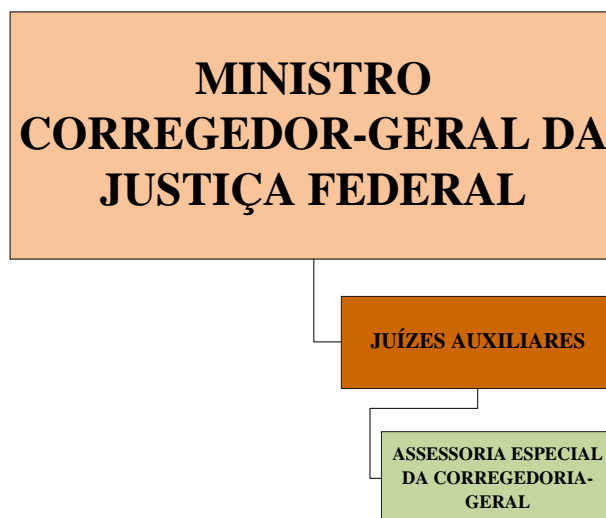 MINISTRO
CORREGEDOR-GERAL DA
JUSTIÇA FEDERAL
JUÍZES AUXILIARES
ASSESSORIA ESPECIAL
DA CORREGEDORIA-
GERAL